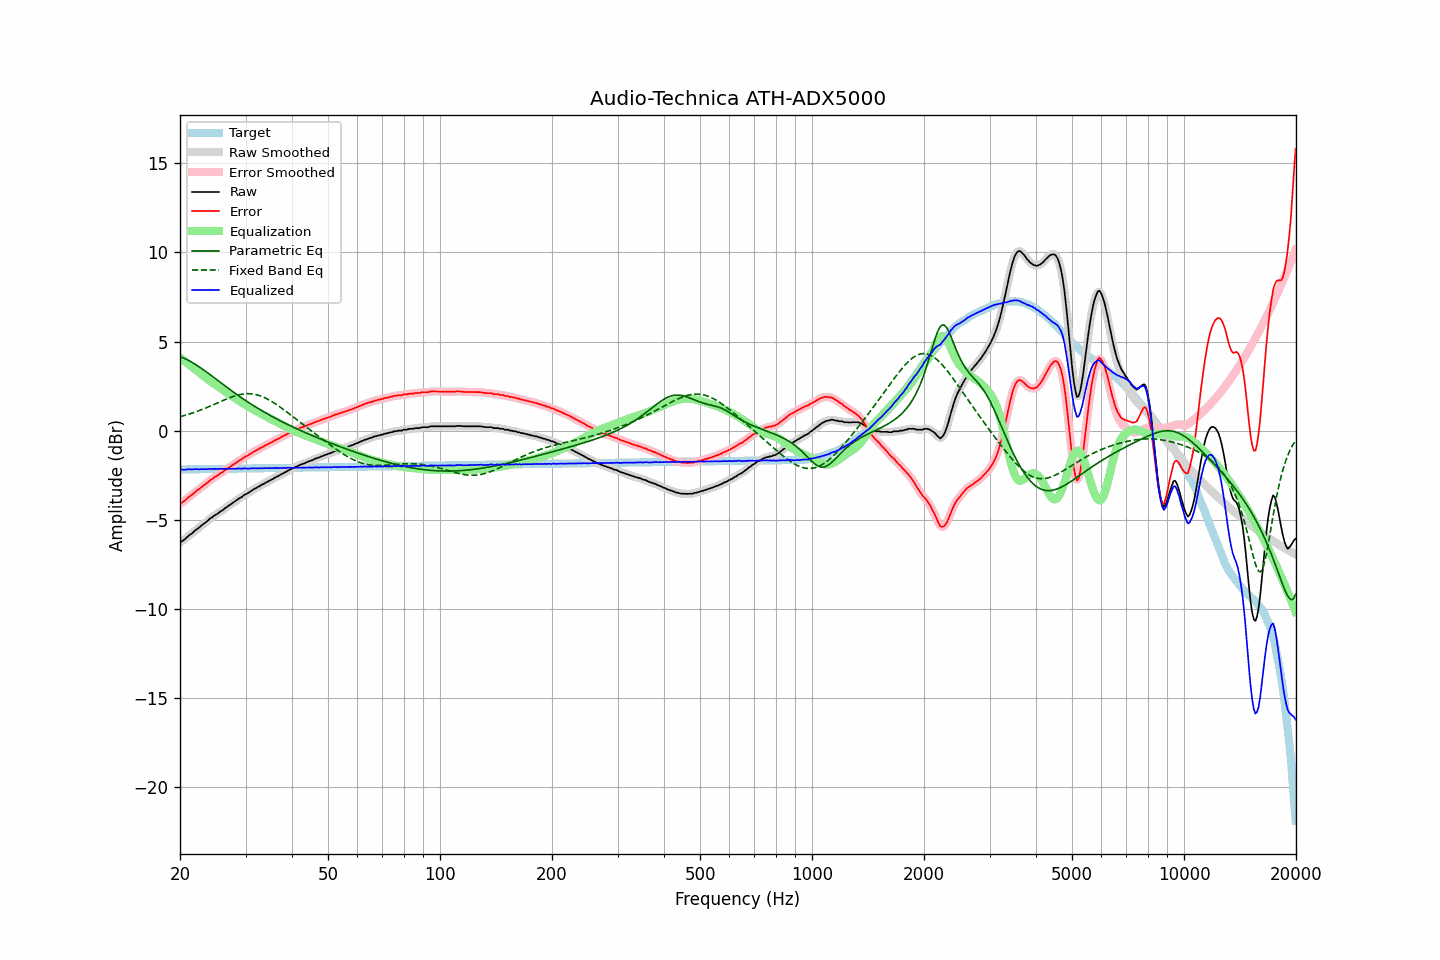 Audio-Technica ATH-ADX5000
Target
Raw Smoothed
Error Smoothed
Raw
Error
Equalization
Parametric Eq
Fixed Band Eq
Equalized
15
10
5
0
−5
−10
−15
−20
Amplitude (dBr)
20
50
100
200
500
1000
2000
5000
10000
20000
Frequency (Hz)